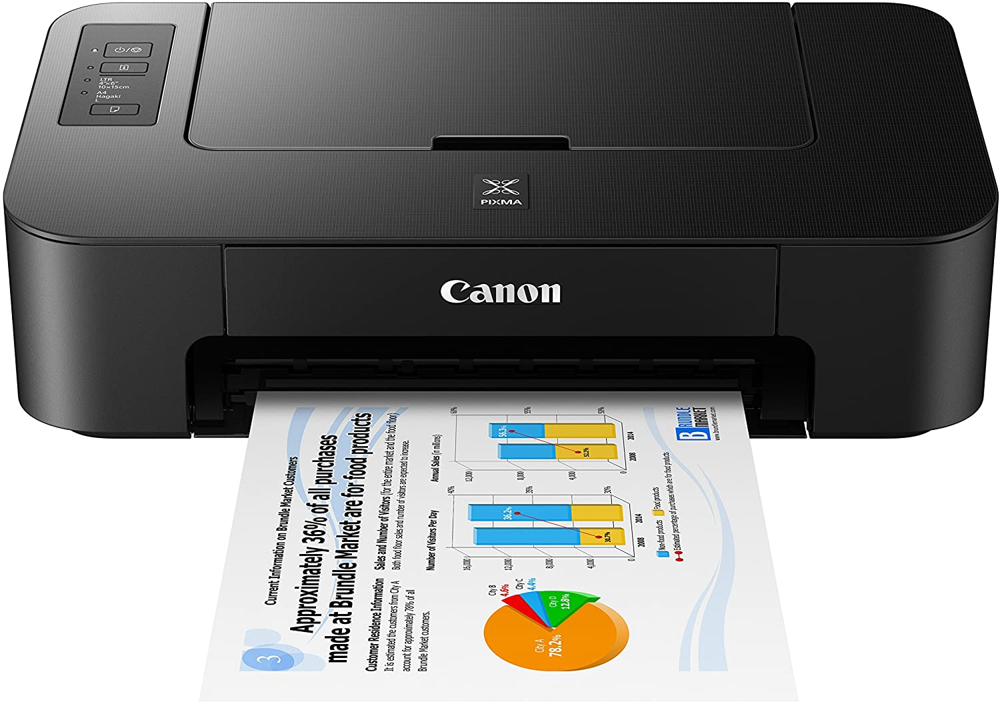 LTR
4"×6"
10×15cm
A4
Hagaki
L
PIXMA
Canon
3
Current Information on Brundle Market Customers
Approximately 36% of all purchases
made at Brundle Market are for food products
Customer Residence Information
It is estimated the customers from City A
account for approximately 78% of all
Brundle Market customers.
Sales and Number of Visitors (for the entire market and the food floor)
Both food floor sales and number of visitors are expected to increase.
City A
78.2%
City B
4.6%
City C
4.4%
City D
12.8%
Number of Visitors Per Day
16,000
12,000
8,000
4,000
0
40%
35%
30%
36.2%
30.7%
2008
2014
Annual Sales (in millions)
12,000
8,000
4,000
0
60%
55%
50%
56.3%
52.2%
2008
2014
Non-food products
Food products
Estimated percentage of purchases which are for food products
B BRUNDLE
MARKET
www.brundlemarket.com